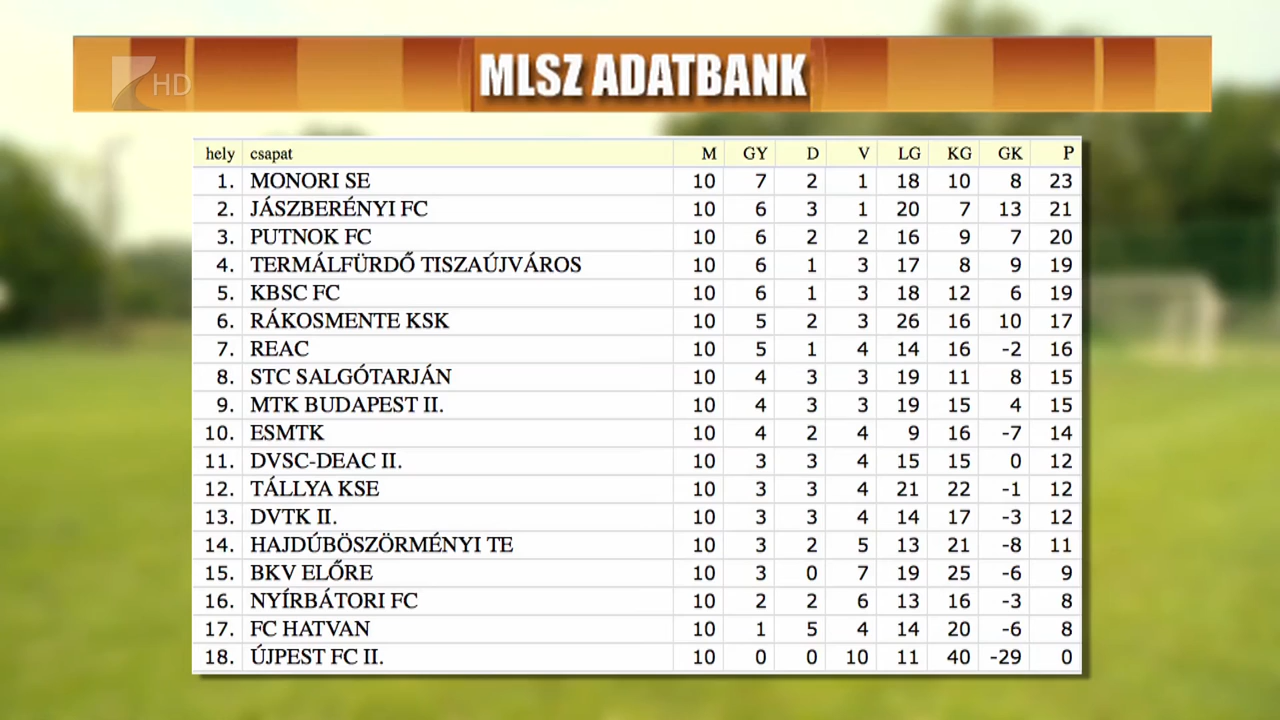 MLSZ ADATBANK
HD
hely csapat M GY D V LG KG GK P
1. MONORI SE 10 7 2 1 18 10 8 23
2. JÁSZBERÉNYI FC 10 6 3 1 20 7 13 21
3. PUTNOK FC 10 6 2 2 16 9 7 20
4. TERMÁLFÜRDŐ TISZAÚJVÁROS 10 6 1 3 17 8 9 19
5. KBSC FC 10 6 1 3 18 12 6 19
6. RÁKOSMENTE KSK 10 5 2 3 26 16 10 17
7. REAC 10 5 1 4 14 16 -2 16
8. STC SALGÓTARJÁN 10 4 3 3 19 11 8 15
9. MTK BUDAPEST II. 10 4 3 3 19 15 4 15
10. ESMTK 10 4 2 4 9 16 -7 14
11. DVSC-DEAC II. 10 3 3 4 15 15 0 12
12. TÁLLYA KSE 10 3 3 4 21 22 -1 12
13. DVTK II. 10 3 3 4 14 17 -3 12
14. HAJDÚBÖSZÖRMÉNYI TE 10 3 2 5 13 21 -8 11
15. BKV ELŐRE 10 3 0 7 19 25 -6 9
16. NYÍRBÁTORI FC 10 2 2 6 13 16 -3 8
17. FC HATVAN 10 1 5 4 14 20 -6 8
18. ÚJPEST FC II. 10 0 0 10 11 40 -29 0